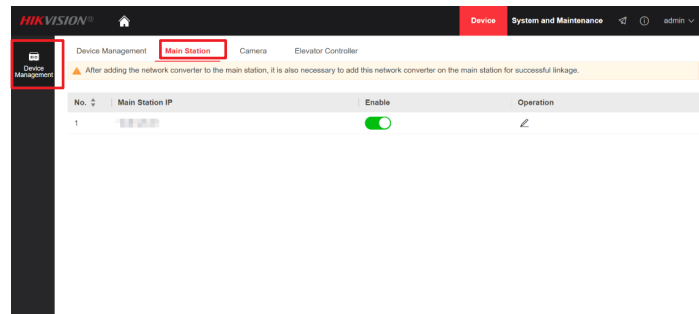 HIKVISION®
Device
System and Maintenance
admin
Device
Management
Device Management
Main Station
Camera
Elevator Controller
After adding the network converter to the main station, it is also necessary to add this network converter on the main station for successful linkage.
No.
Main Station IP
Enable
Operation
1